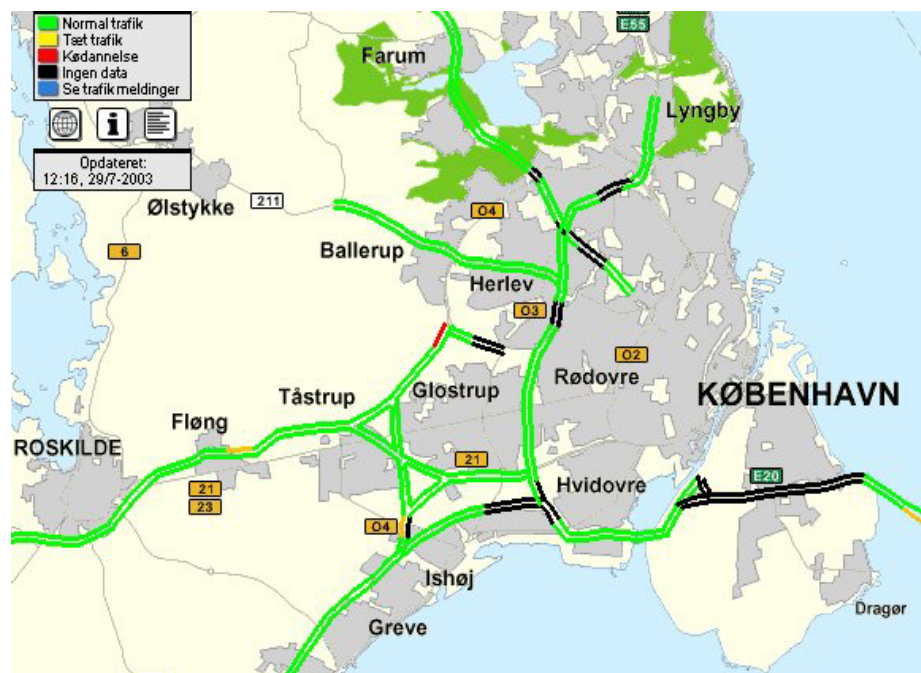 Normal trafik
Tæt trafik
Kødannelse
Ingen data
Se trafik meldinger
Opdateret:
12:16, 29/7-2003
E55
Farum
Lyngby
Ølstykke
211
O4
6
Ballerup
Herlev
O3
O2
Rødovre
Glostrup
Tåstrup
KØBENHAVN
Fløng
ROSKILDE
21
E20
Hvidovre
21
23
O4
Ishøj
Greve
Dragør